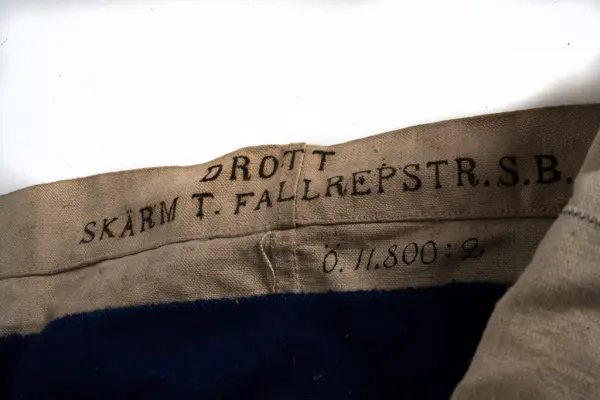 DROTT
SKÄRM T. FALLREPSTR. S.B.
Ö. 11.800:2